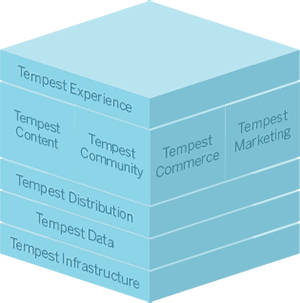 Tempest Experience
Tempest
Content
Tempest
Community
Tempest
Commerce
Tempest
Marketing
Tempest Distribution
Tempest Data
Tempest Infrastructure